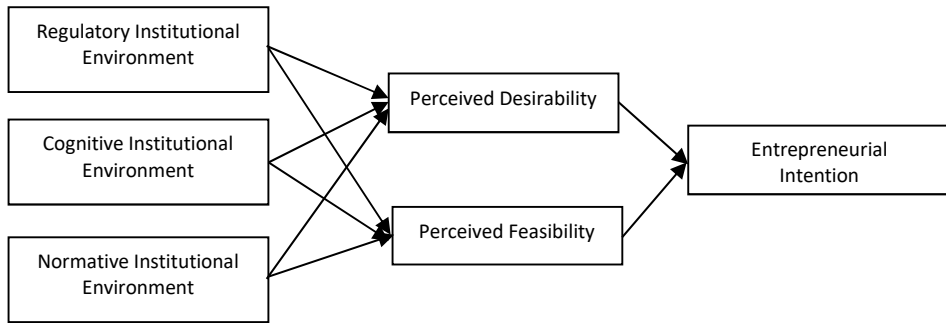 Regulatory Institutional
Environment
Cognitive Institutional
Environment
Normative Institutional
Environment
Perceived Desirability
Perceived Feasibility
Entrepreneurial
Intention